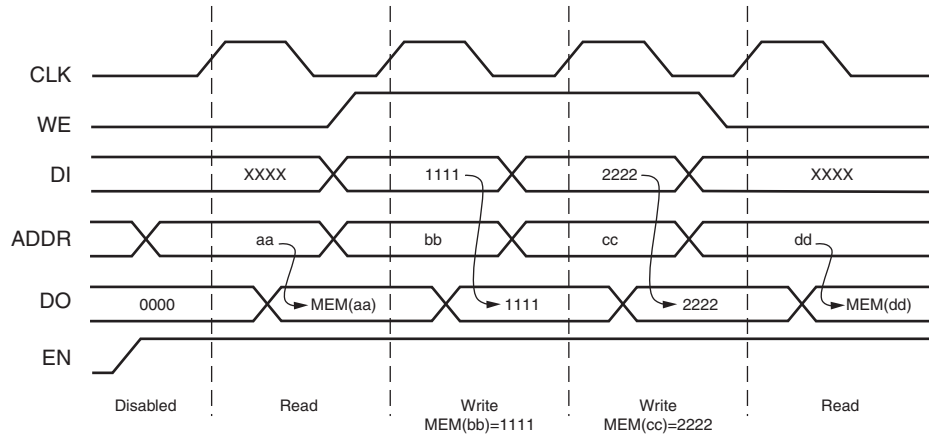 CLK
WE
DI XXXX 1111 2222 XXXX
ADDR aa bb cc dd
DO 0000 MEM(aa) 1111 2222 MEM(dd)
EN
Disabled Read Write Write Read
MEM(bb)=1111 MEM(cc)=2222